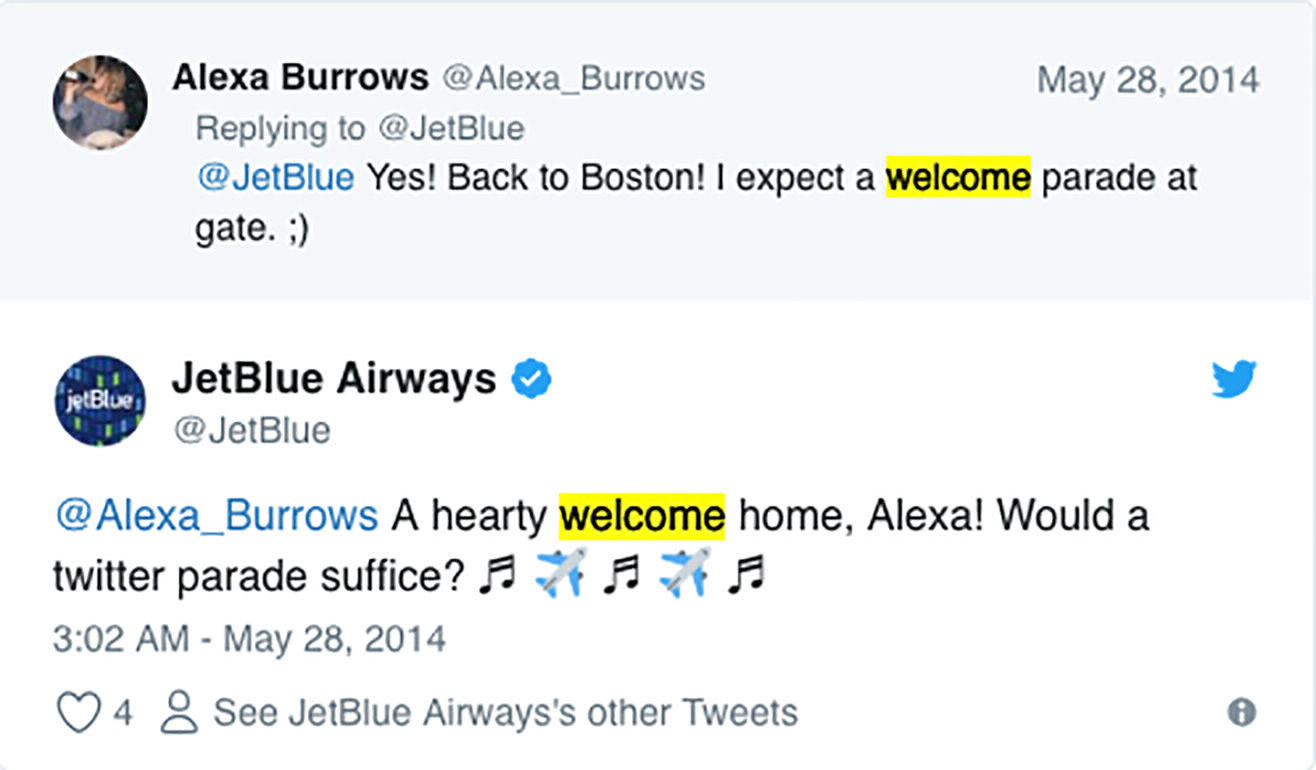 Alexa Burrows @Alexa_Burrows May 28, 2014
Replying to @JetBlue
@JetBlue Yes! Back to Boston! I expect a welcome parade at
gate. ;)
jetBlue
JetBlue Airways
@JetBlue
@Alexa_Burrows A hearty welcome home, Alexa! Would a
twitter parade suffice? ♬ ✈️ ♬ ✈️ ♬
3:02 AM - May 28, 2014
4 See JetBlue Airways's other Tweets